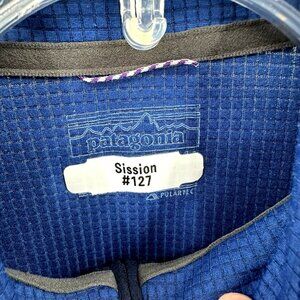 patagonia
Sission
#127
POLARTEC